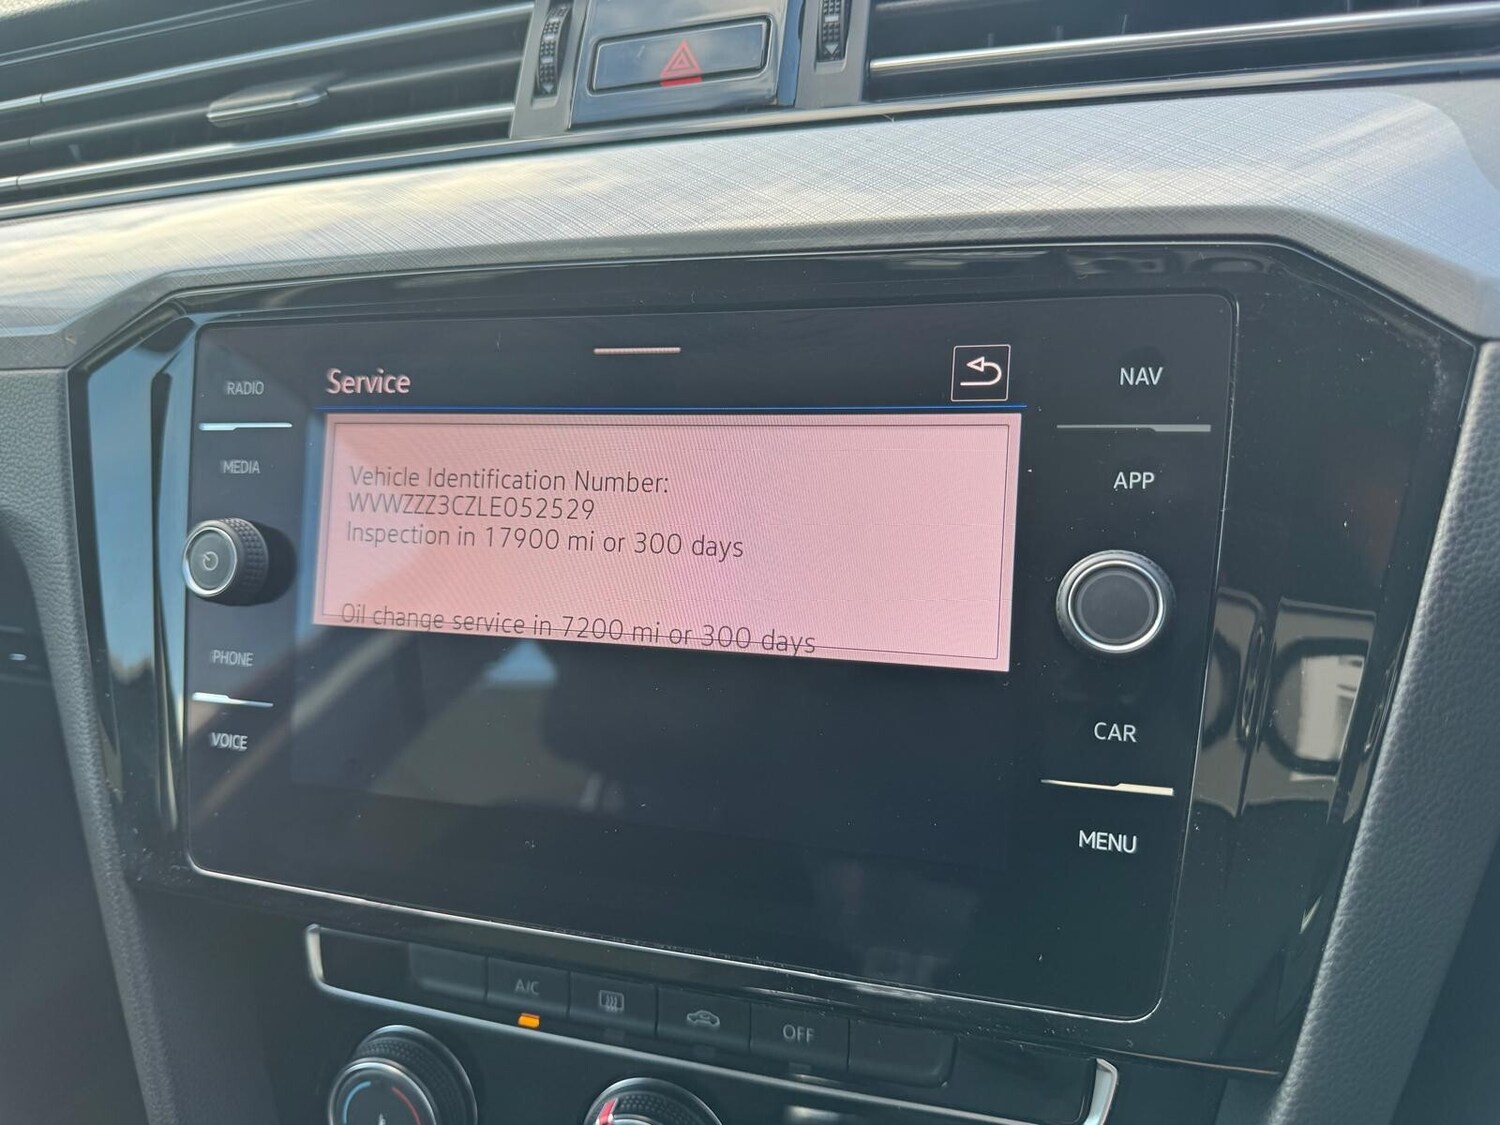 RADIO
MEDIA
PHONE
VOICE
Service
Vehicle Identification Number:
WVWZZZ3CZLE052529
Inspection in 17900 mi or 300 days
Oil change service in 7200 mi or 300 days
NAV
APP
CAR
MENU
A/C
OFF